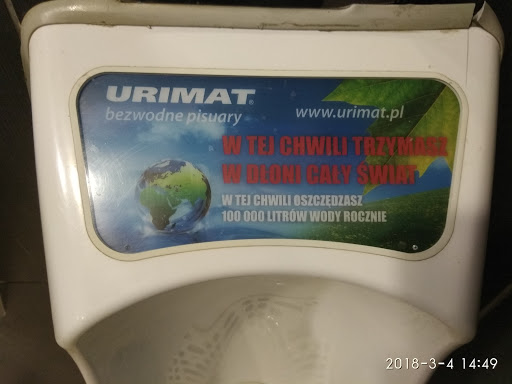 URIMAT®
bezwodne pisuary
www.urimat.pl
W TEJ CHWILI TRZYMASZ
W DŁONI CAŁY ŚWIAT
W TEJ CHWILI OSZCZĘDZASZ
100 000 LITRÓW WODY ROCZNIE
2018-3-4 14:49